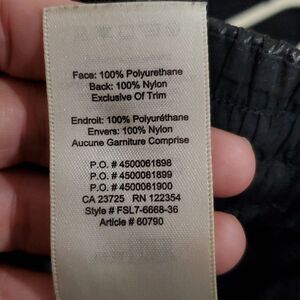 Face: 100% Polyurethane
Back: 100% Nylon
Exclusive Of Trim
Endroit: 100% Polyuréthane
Envers: 100% Nylon
Aucune Garniture Comprise
P.O. # 4500061898
P.O. # 4500061899
P.O. # 4500061900
CA 23725 RN 122354
Style # FSL7-6668-36
Article # 60790